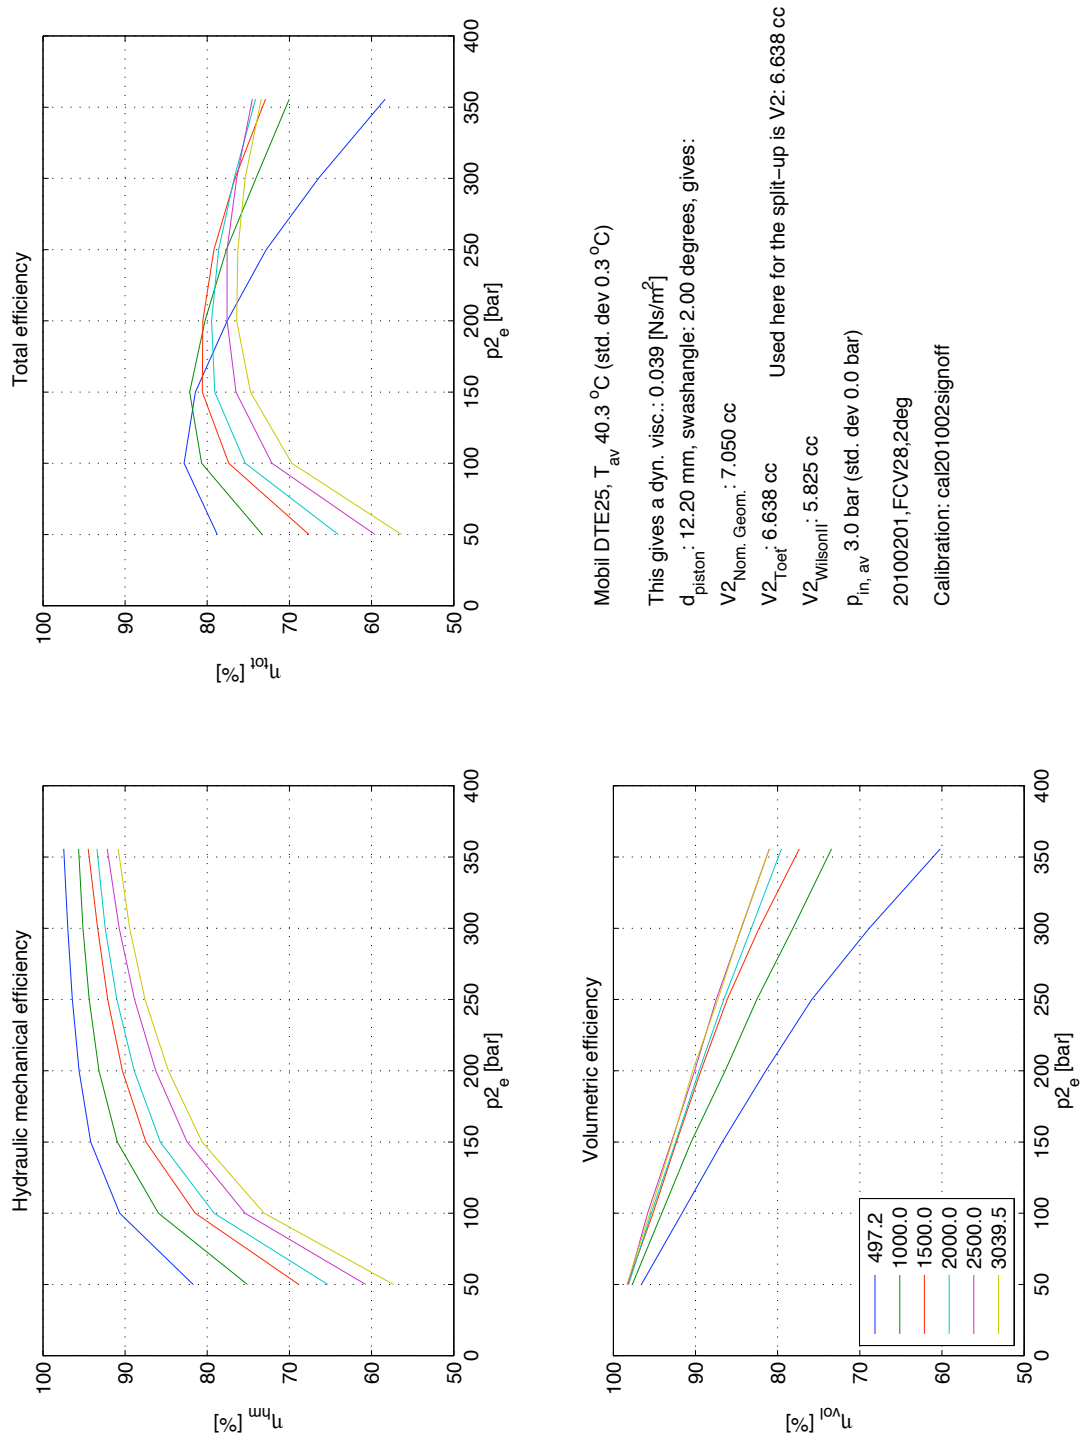 Hydraulic mechanical efficiency
100
90
80
70
60
50
0
50
100
150
200
250
300
350
400
η_hm [%]
p2_e [bar]
Total efficiency
100
90
80
70
60
50
0
50
100
150
200
250
300
350
400
η_tot [%]
p2_e [bar]
Volumetric efficiency
100
90
80
70
60
50
0
50
100
150
200
250
300
350
400
η_vol [%]
p2_e [bar]
497.2
1000.0
1500.0
2000.0
2500.0
3039.5
Mobil DTE25, T_av 40.3 °C (std. dev 0.3 °C)
This gives a dyn. visc.: 0.039 [Ns/m²]
d_piston: 12.20 mm, swashangle: 2.00 degrees, gives:
V2_Nom. Geom.: 7.050 cc
V2_Toet: 6.638 cc Used here for the split−up is V2: 6.638 cc
V2_WilsonII: 5.825 cc
p_in, av 3.0 bar (std. dev 0.0 bar)
20100201,FCV28,2deg
Calibration: cal201002signoff